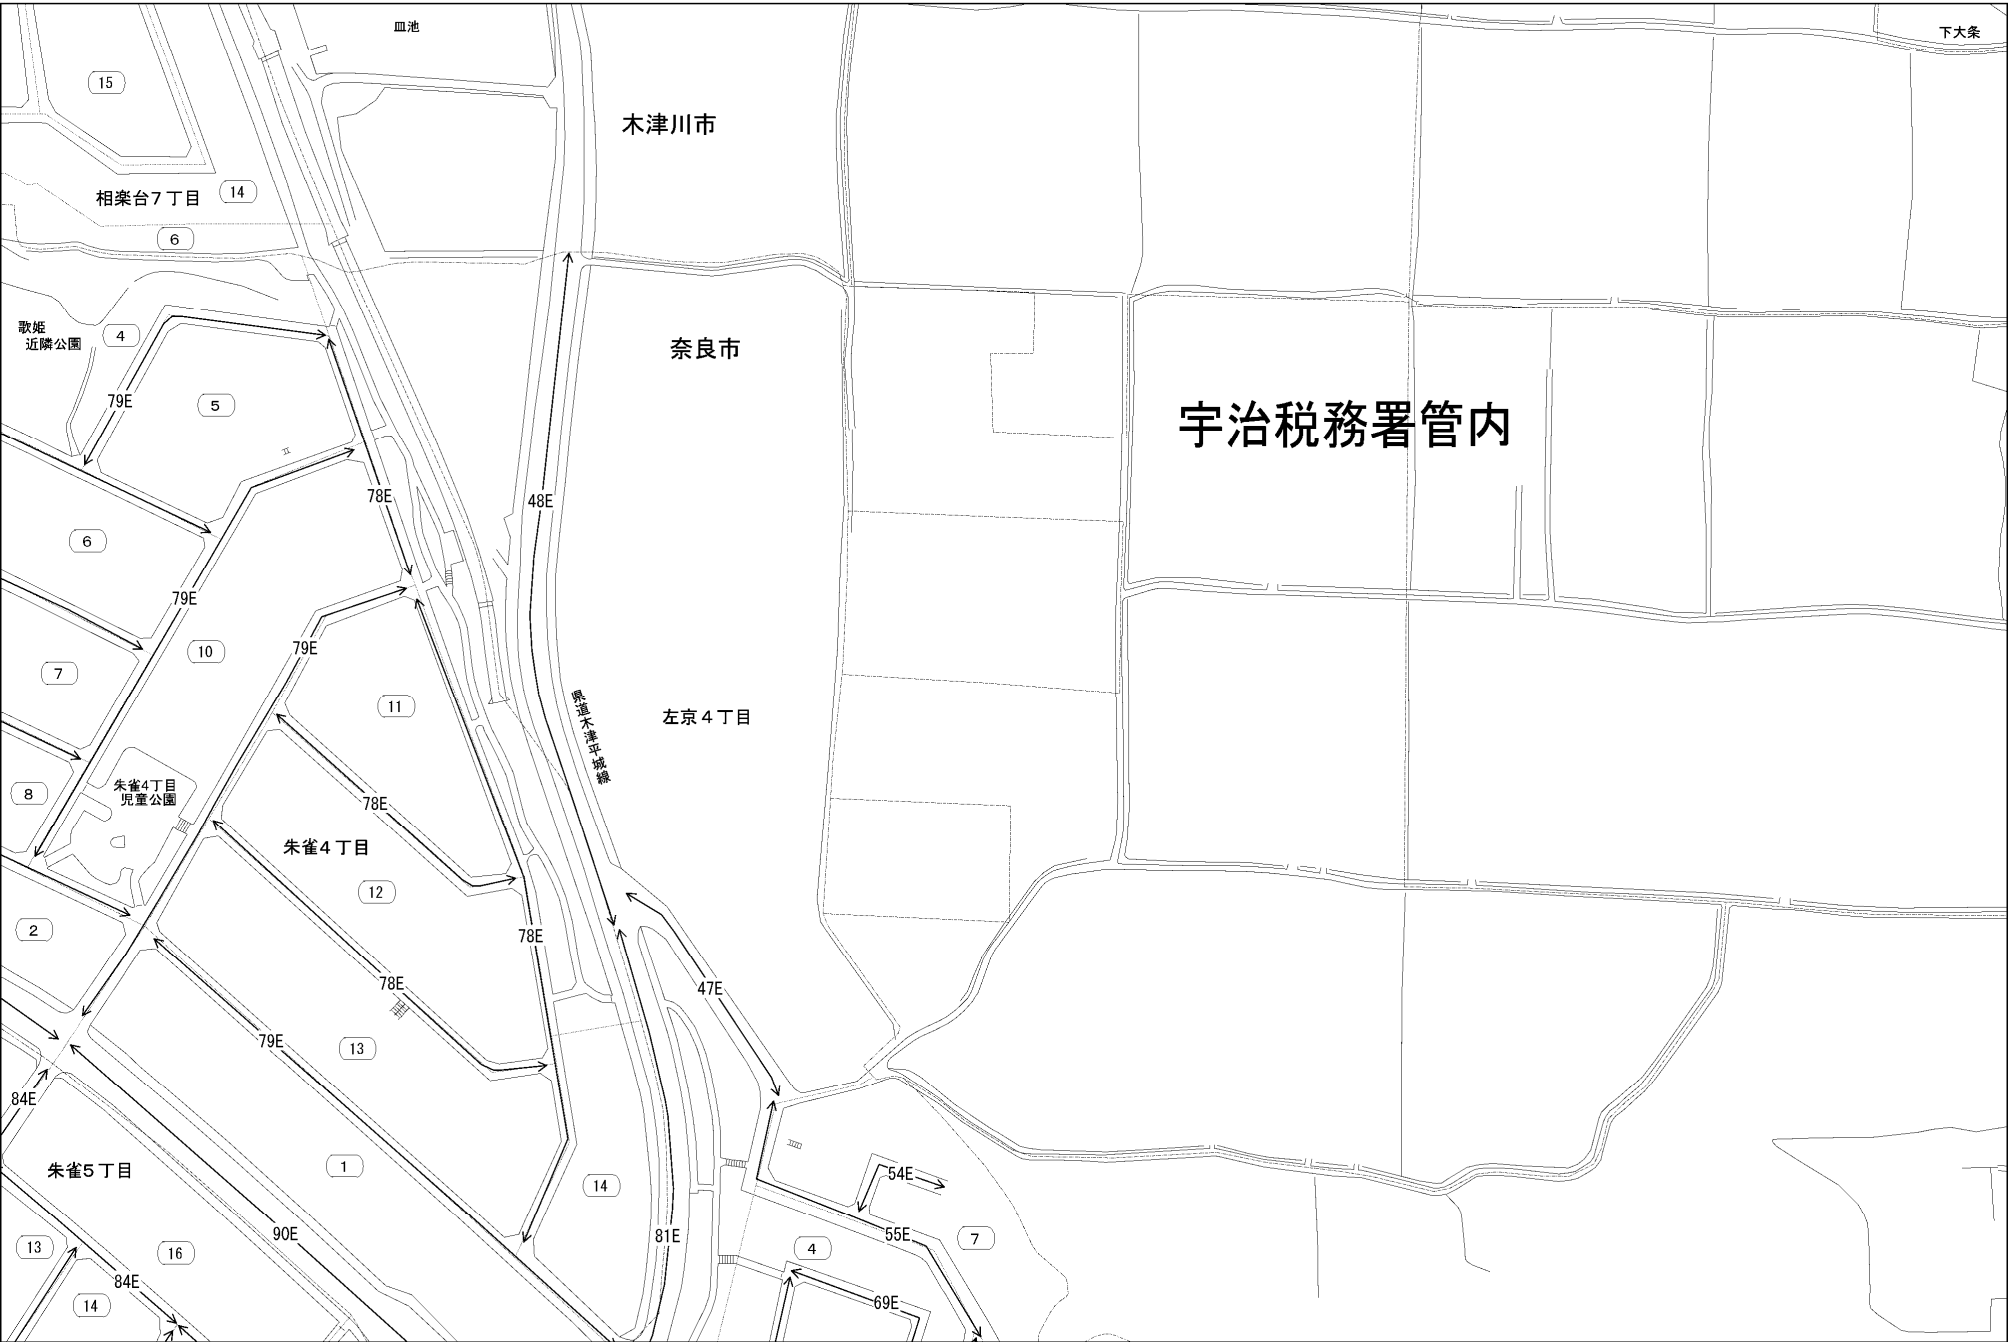 皿池
下大条
15
木津川市
14
相楽台7丁目
6
歌姫
近隣公園
4
奈良市
79E
5
宇治税務署管内
78E
48E
6
79E
79E
10
7
11
県道木津平城線
左京4丁目
8
朱雀4丁目
児童公園
78E
朱雀4丁目
12
2
78E
78E
47E
79E
13
84E
朱雀5丁目
1
14
54E
90E
81E
55E
7
13
16
4
84E
14
69E